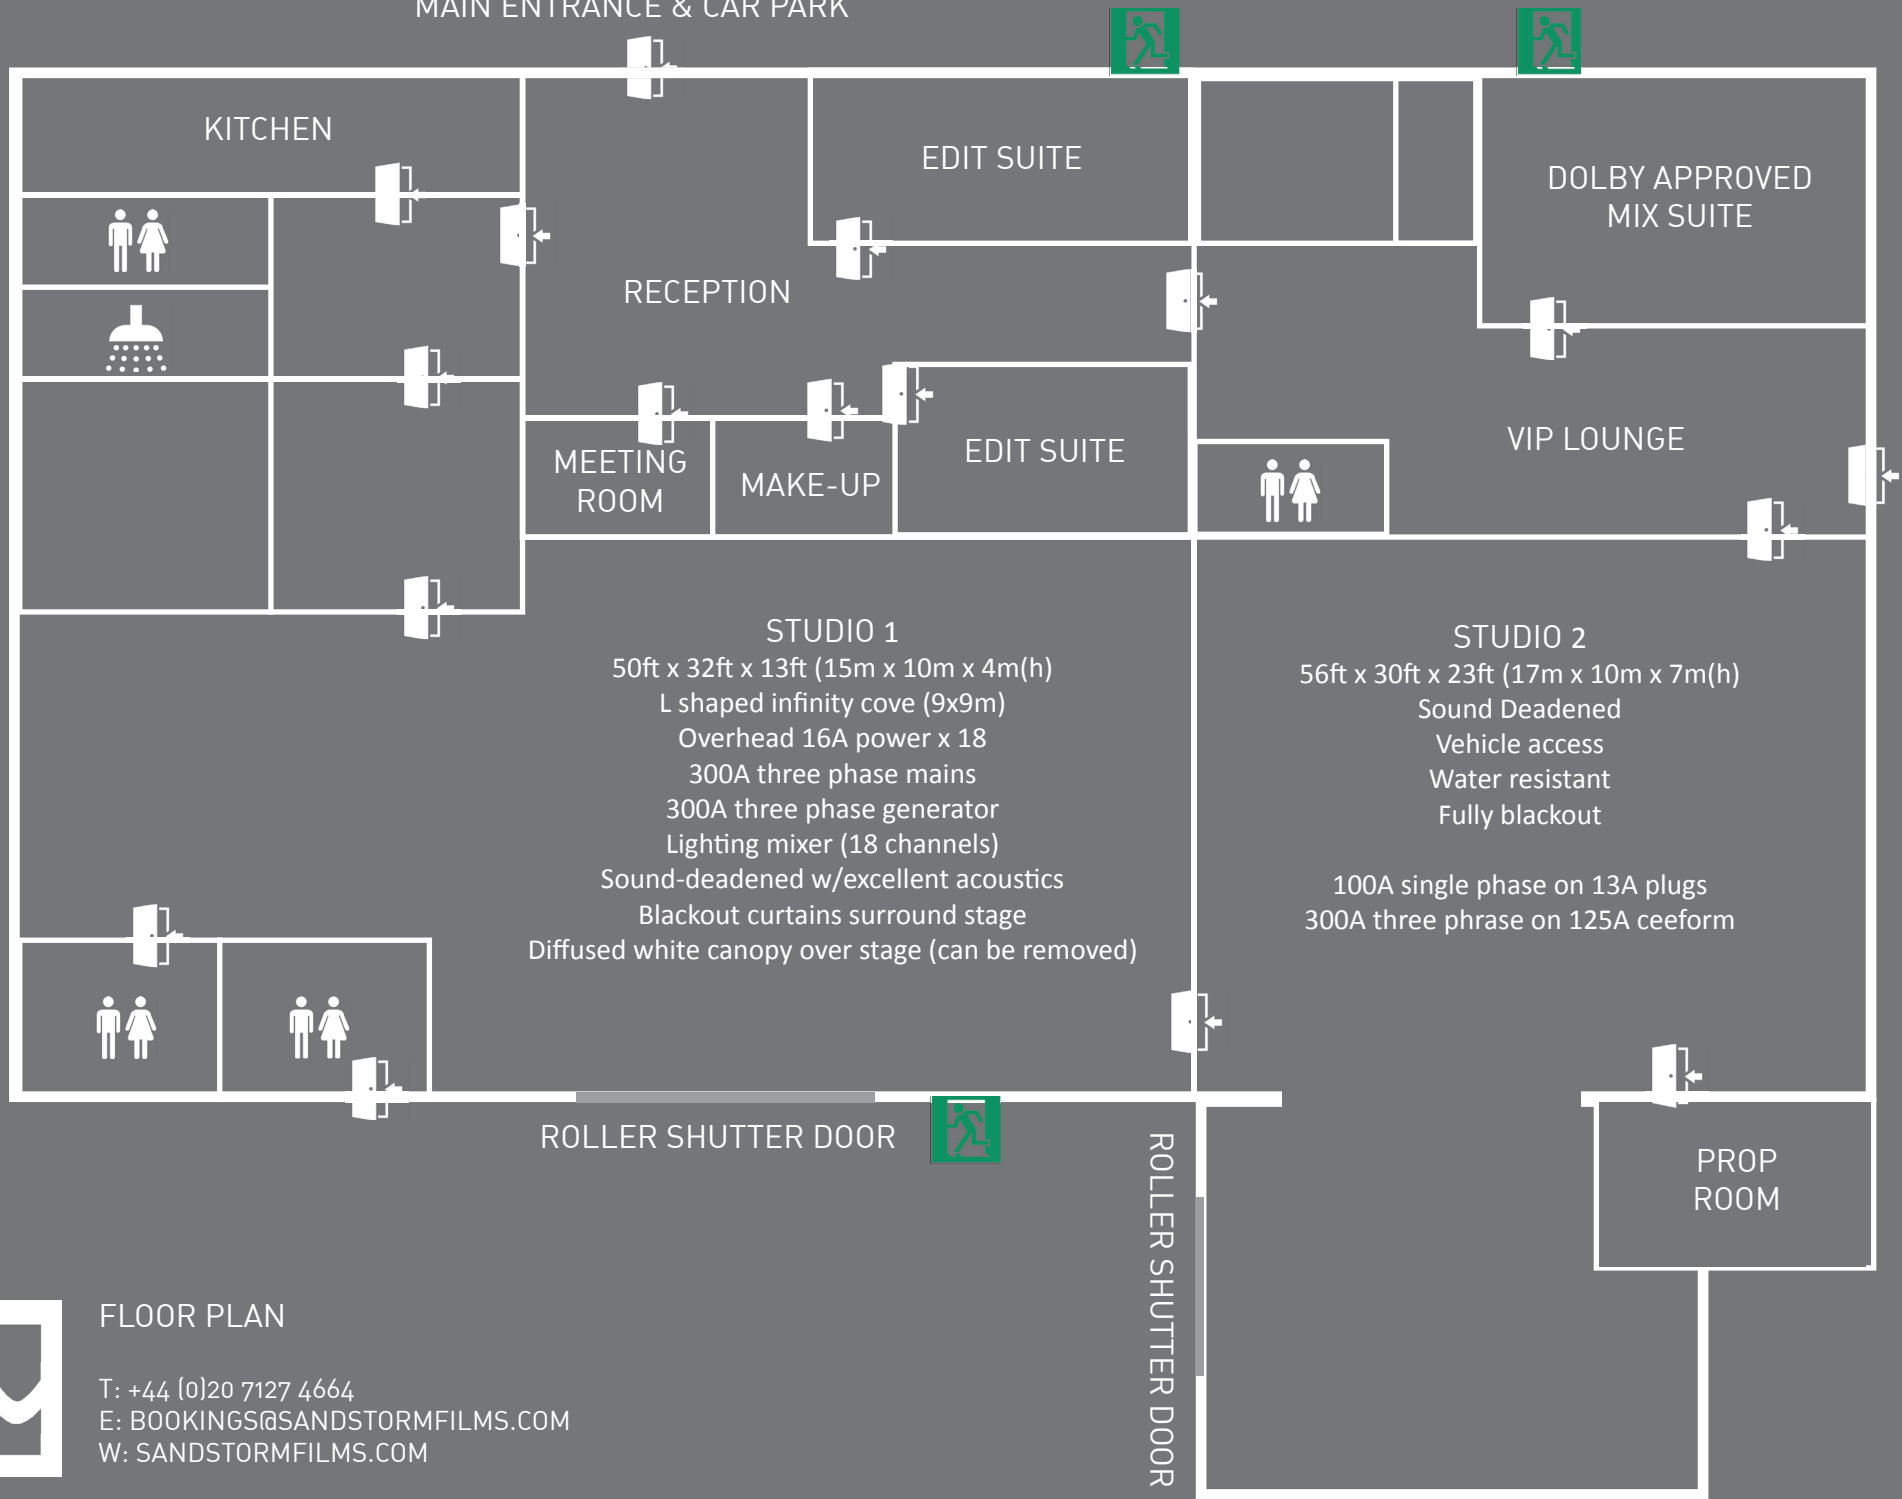 MAIN ENTRANCE & CAR PARK
KITCHEN
EDIT SUITE
DOLBY APPROVED
MIX SUITE
RECEPTION
MEETING
ROOM
MAKE-UP
EDIT SUITE
VIP LOUNGE
STUDIO 1
50ft x 32ft x 13ft (15m x 10m x 4m(h)
L shaped infinity cove (9x9m)
Overhead 16A power x 18
300A three phase mains
300A three phase generator
Lighting mixer (18 channels)
Sound-deadened w/excellent acoustics
Blackout curtains surround stage
Diffused white canopy over stage (can be removed)
STUDIO 2
56ft x 30ft x 23ft (17m x 10m x 7m(h)
Sound Deadened
Vehicle access
Water resistant
Fully blackout
100A single phase on 13A plugs
300A three phrase on 125A ceeform
ROLLER SHUTTER DOOR
ROLLER SHUTTER DOOR
PROP
ROOM
FLOOR PLAN
T: +44 (0)20 7127 4664
E: BOOKINGS@SANDSTORMFILMS.COM
W: SANDSTORMFILMS.COM